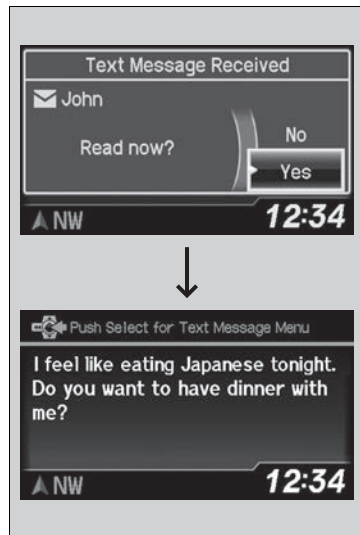 Text Message Received
John
Read now?
No
Yes
NW
12:34
Push Select for Text Message Menu
I feel like eating Japanese tonight.
Do you want to have dinner with
me?
NW
12:34